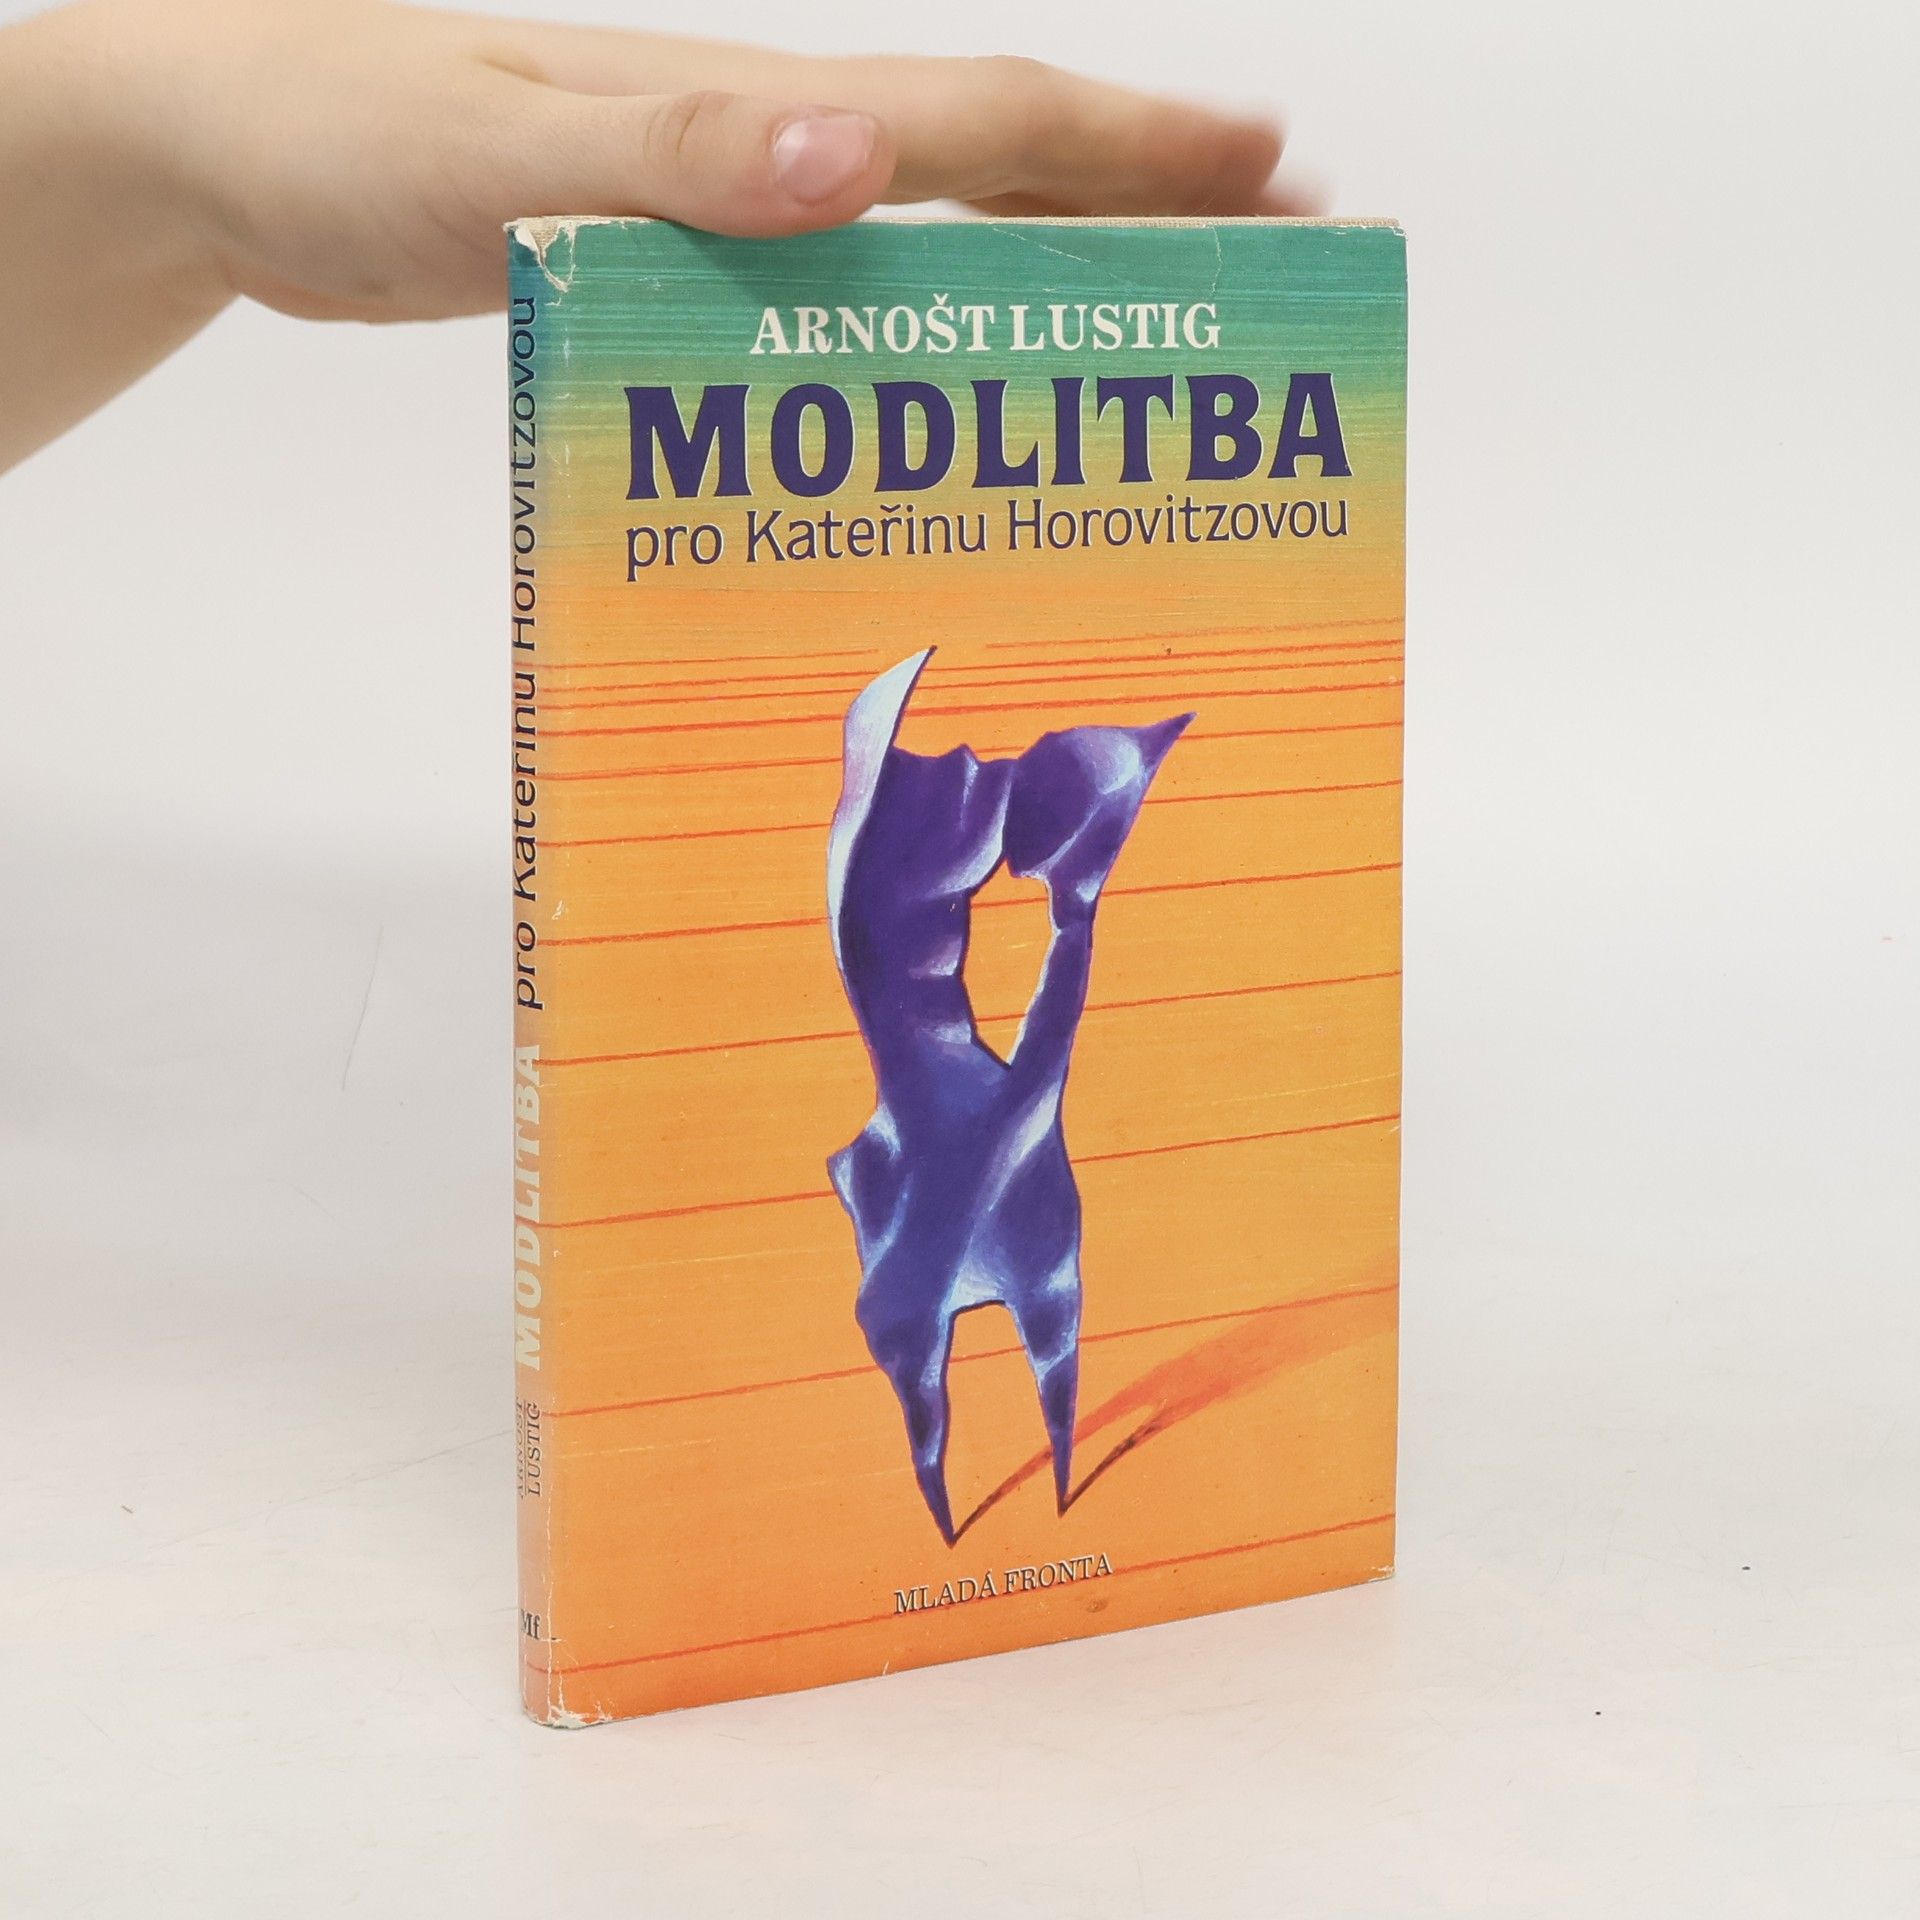 ARNOŠT LUSTIG
MODLITBA
pro Kateřinu Horovitzovou
MLADÁ FRONTA
ARNOŠT
LUSTIG
MODLITBA pro Kateřinu Horovitzovou
Mf